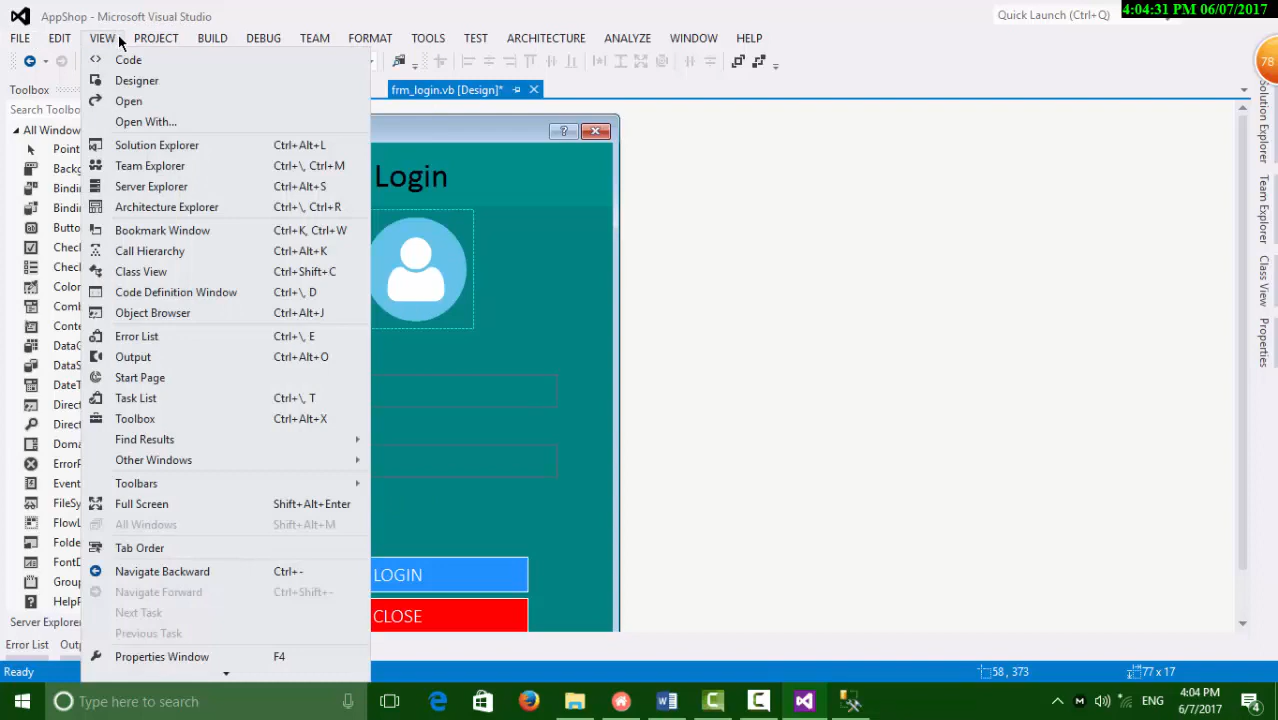 AppShop - Microsoft Visual Studio
Quick Launch (Ctrl+Q)
4:04:31 PM 06/07/2017
FILE EDIT VIEW PROJECT BUILD DEBUG TEAM FORMAT TOOLS TEST ARCHITECTURE ANALYZE WINDOW HELP
78
Toolbox
frm_login.vb [Design]*
Search Toolbo
All Window
Point
Backg
Bindin
Bindin
Butto
Check
Check
Color
Comb
Conte
DataG
DataS
DateT
Direct
Direct
Doma
ErrorP
Event
FileSy
FlowL
Folde
FontD
Group
HelpP
Server Explorer
Error List Outp
Code
Designer
Open
Open With...
Solution Explorer Ctrl+Alt+L
Team Explorer Ctrl+\, Ctrl+M
Server Explorer Ctrl+Alt+S
Architecture Explorer Ctrl+\, Ctrl+R
Bookmark Window Ctrl+K, Ctrl+W
Call Hierarchy Ctrl+Alt+K
Class View Ctrl+Shift+C
Code Definition Window Ctrl+\, D
Object Browser Ctrl+Alt+J
Error List Ctrl+\, E
Output Ctrl+Alt+O
Start Page
Task List Ctrl+\, T
Toolbox Ctrl+Alt+X
Find Results
Other Windows
Toolbars
Full Screen Shift+Alt+Enter
All Windows Shift+Alt+M
Tab Order
Navigate Backward Ctrl+-
Navigate Forward Ctrl+Shift+-
Next Task
Previous Task
Properties Window F4
Login
LOGIN
CLOSE
Solution Explorer
Team Explorer
Class View
Properties
Ready
58 , 373
77 x 17
Type here to search
ENG
4:04 PM
6/7/2017
4